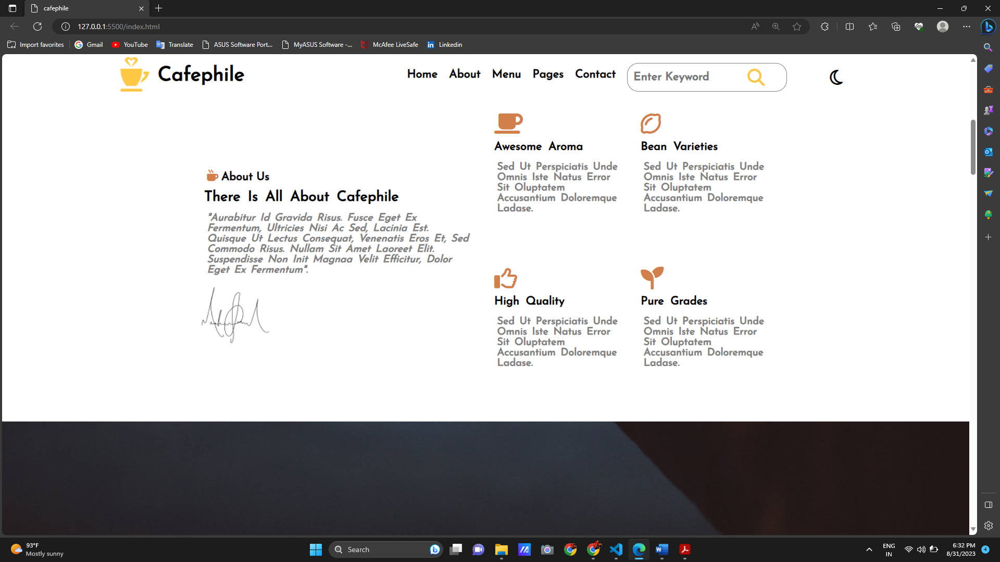 cafephile
127.0.0.1:5500/index.html
Import favorites
Gmail
YouTube
Translate
ASUS Software Port...
MyASUS Software -...
McAfee LiveSafe
Linkedin
Cafephile
Home About Menu Pages Contact
Enter Keyword
About Us
There Is All About Cafephile
"Aurabitur Id Gravida Risus. Fusce Eget Ex
Fermentum, Ultricies Nisi Ac Sed, Lacinia Est.
Quisque Ut Lectus Consequat, Venenatis Eros Et, Sed
Commodo Risus. Nullam Sit Amet Laoreet Elit.
Suspendisse Non Init Magnaa Velit Efficitur, Dolor
Eget Ex Fermentum".
Awesome Aroma
Sed Ut Perspiciatis Unde
Omnis Iste Natus Error
Sit Oluptatem
Accusantium Doloremque
Ladase.
Bean Varieties
Sed Ut Perspiciatis Unde
Omnis Iste Natus Error
Sit Oluptatem
Accusantium Doloremque
Ladase.
High Quality
Sed Ut Perspiciatis Unde
Omnis Iste Natus Error
Sit Oluptatem
Accusantium Doloremque
Ladase.
Pure Grades
Sed Ut Perspiciatis Unde
Omnis Iste Natus Error
Sit Oluptatem
Accusantium Doloremque
Ladase.
93°F
Mostly sunny
Search
ENG
IN
6:32 PM
8/31/2023
4